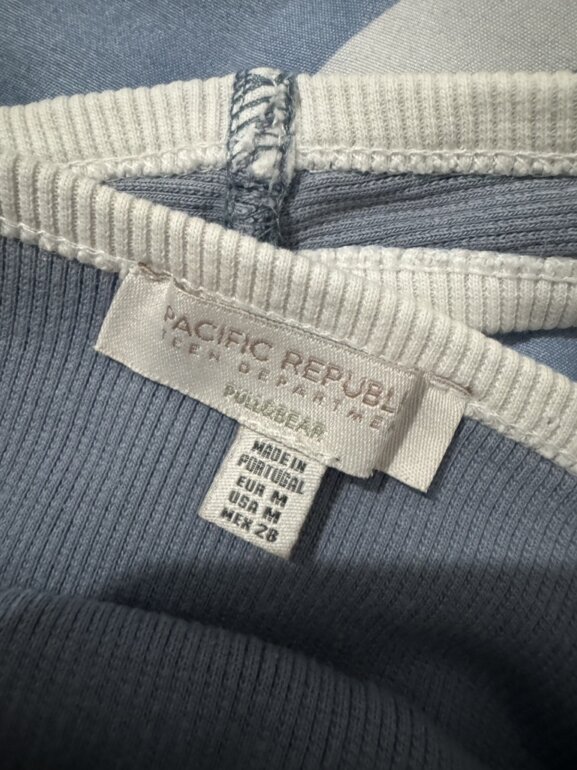 PACIFIC REPUBL
TEEN DEPARTME
PULL&BEAR
MADE IN
PORTUGAL
EUR M
USA M
MEX 28